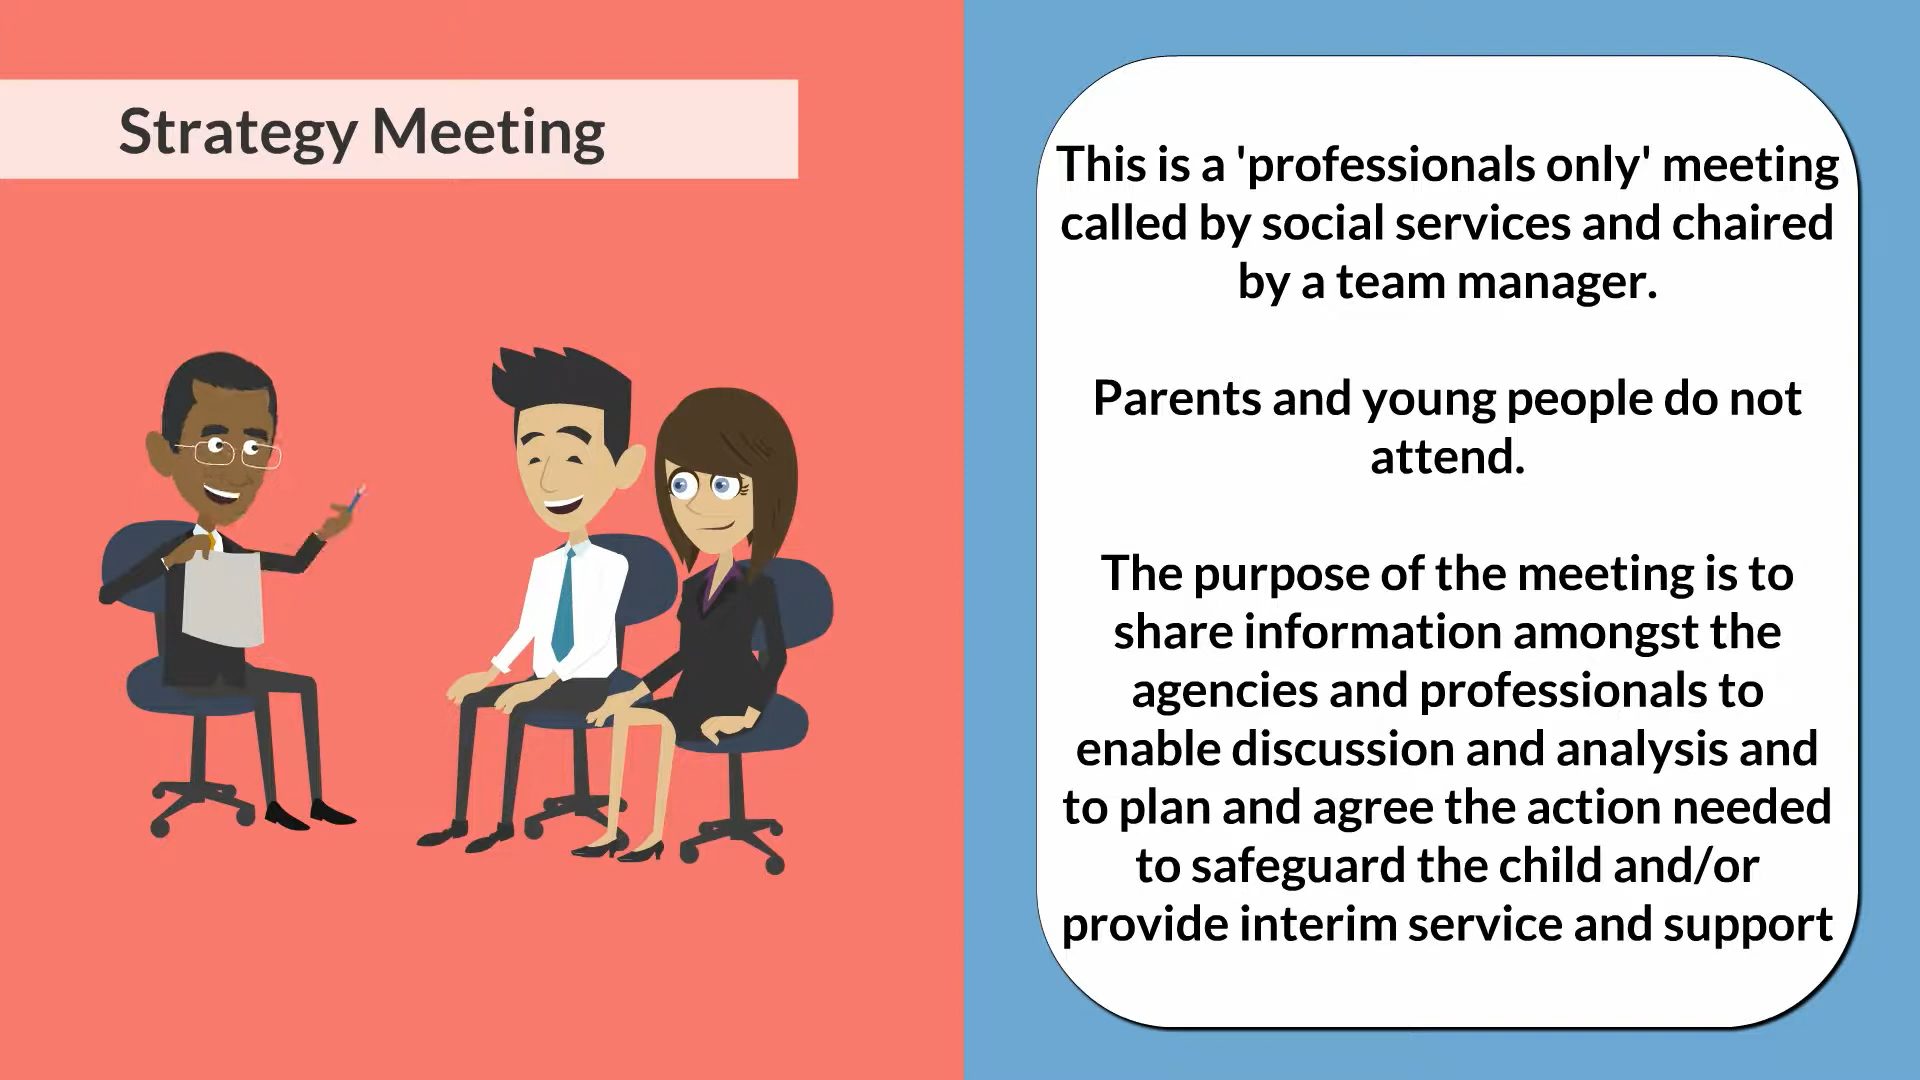 Strategy Meeting
This is a 'professionals only' meeting
called by social services and chaired
by a team manager.
Parents and young people do not
attend.
The purpose of the meeting is to
share information amongst the
agencies and professionals to
enable discussion and analysis and
to plan and agree the action needed
to safeguard the child and/or
provide interim service and support